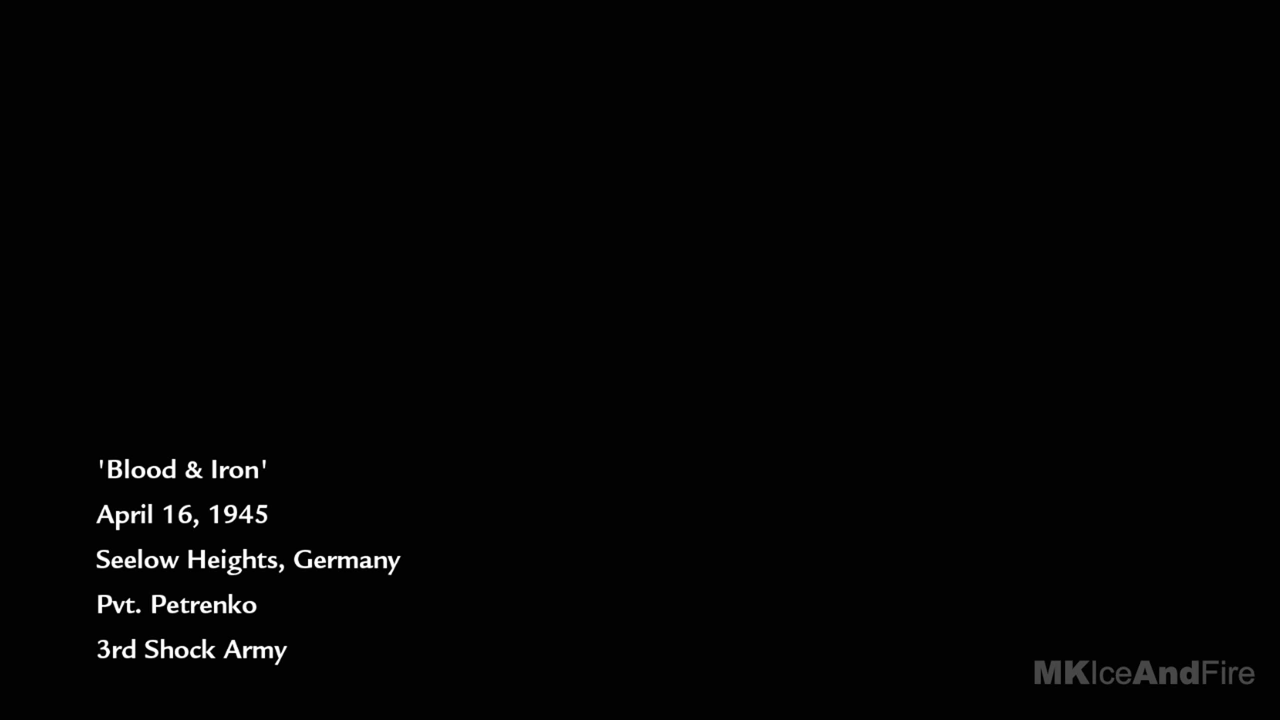 'Blood & Iron'
April 16, 1945
Seelow Heights, Germany
Pvt. Petrenko
3rd Shock Army
MKIceAndFire